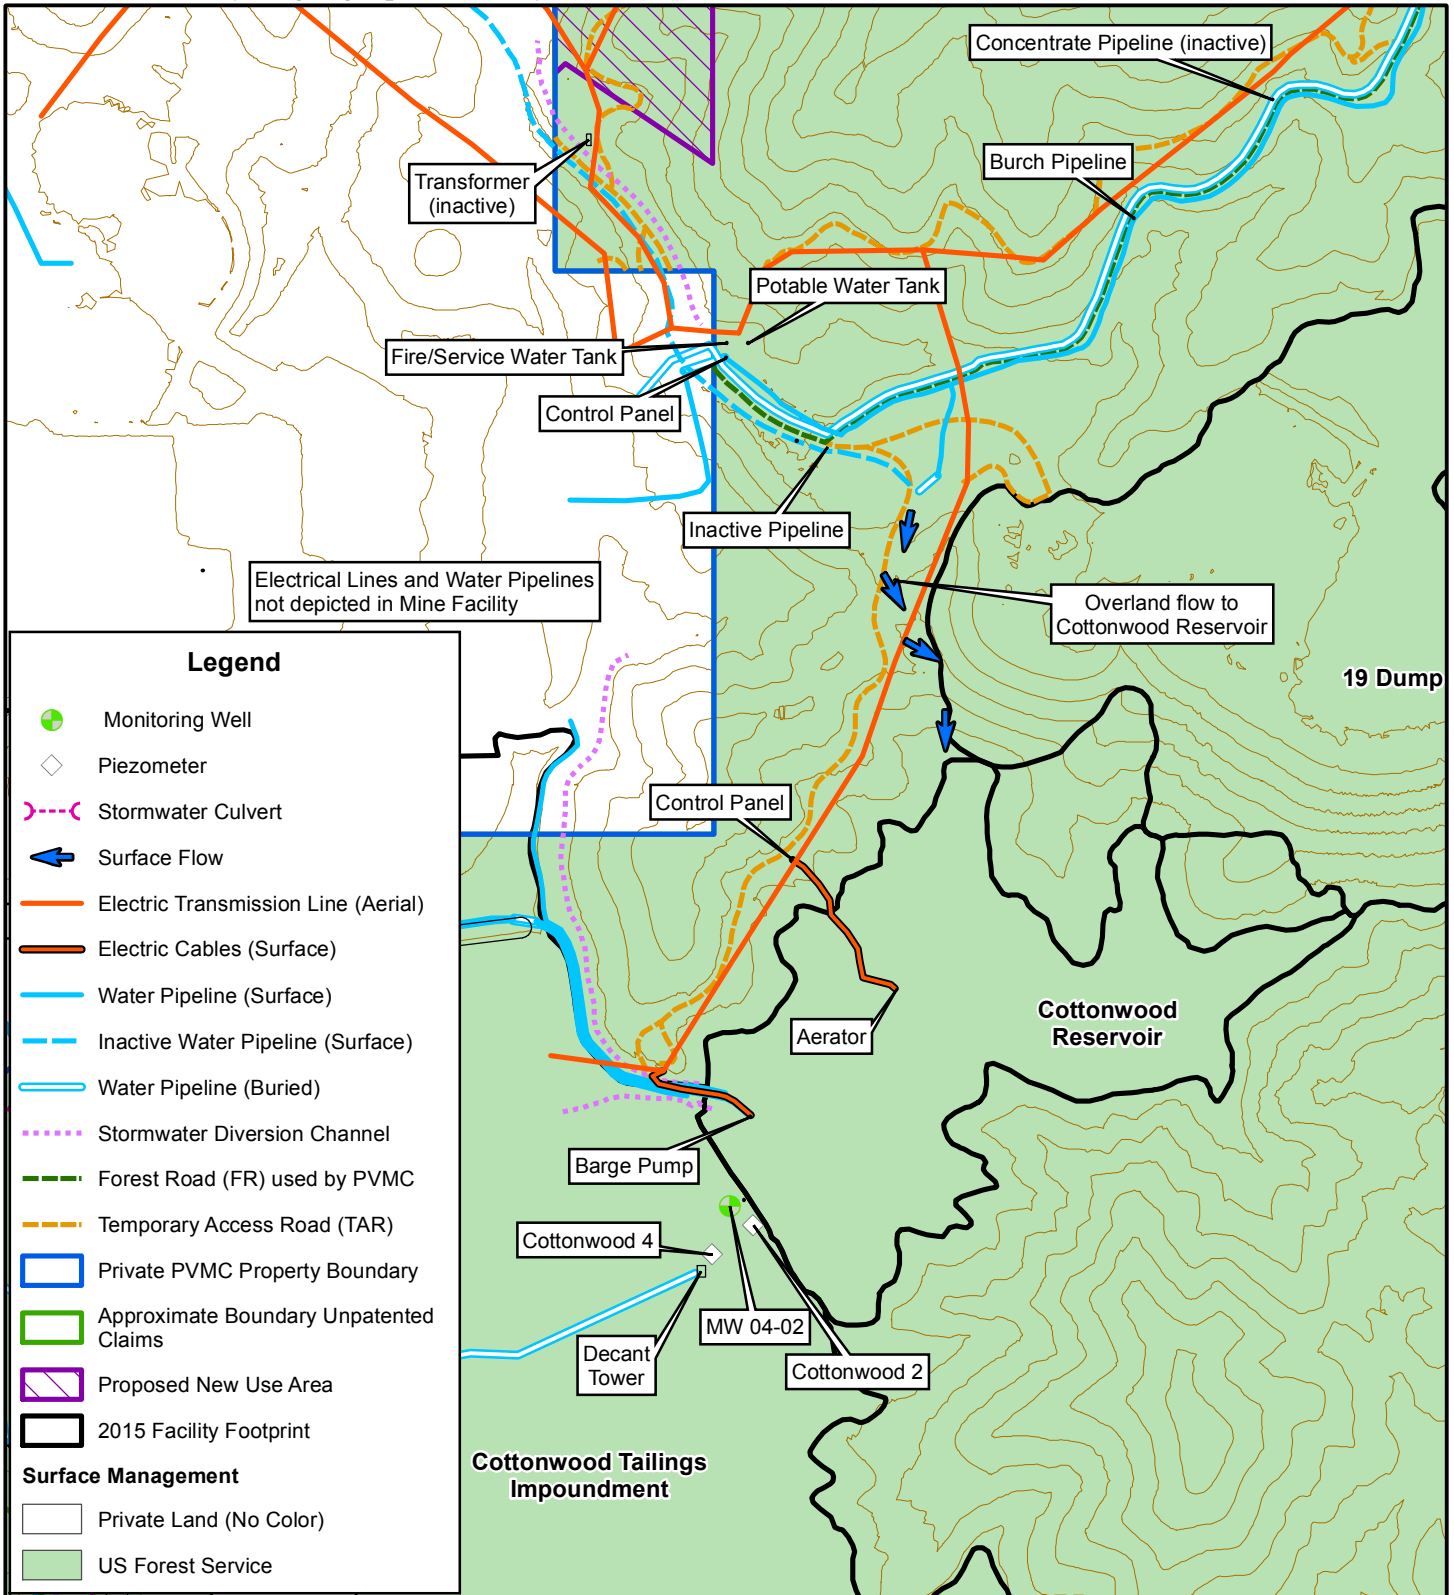 Concentrate Pipeline (inactive)
Burch Pipeline
Transformer
(inactive)
Potable Water Tank
Fire/Service Water Tank
Control Panel
Inactive Pipeline
Electrical Lines and Water Pipelines
not depicted in Mine Facility
Overland flow to
Cottonwood Reservoir
19 Dump
Control Panel
Cottonwood
Reservoir
Aerator
Barge Pump
Cottonwood 4
MW 04-02
Decant
Tower
Cottonwood 2
Cottonwood Tailings
Impoundment
Legend
Monitoring Well
Piezometer
Stormwater Culvert
Surface Flow
Electric Transmission Line (Aerial)
Electric Cables (Surface)
Water Pipeline (Surface)
Inactive Water Pipeline (Surface)
Water Pipeline (Buried)
Stormwater Diversion Channel
Forest Road (FR) used by PVMC
Temporary Access Road (TAR)
Private PVMC Property Boundary
Approximate Boundary Unpatented
Claims
Proposed New Use Area
2015 Facility Footprint
Surface Management
Private Land (No Color)
US Forest Service